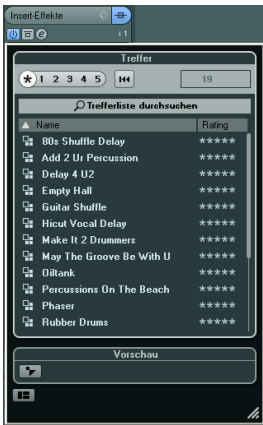 Insert-Effekte
e i 1
Treffer
* 1 2 3 4 5 19
Trefferliste durchsuchen
Name Rating
80s Shuffle Delay *****
Add 2 Ur Percussion *****
Delay 4 U2 *****
Empty Hall *****
Guitar Shuffle *****
Hicut Vocal Delay *****
Make It 2 Drummers *****
May The Groove Be With U *****
Oiltank *****
Percussions On The Beach *****
Phaser *****
Rubber Drums *****
Vorschau